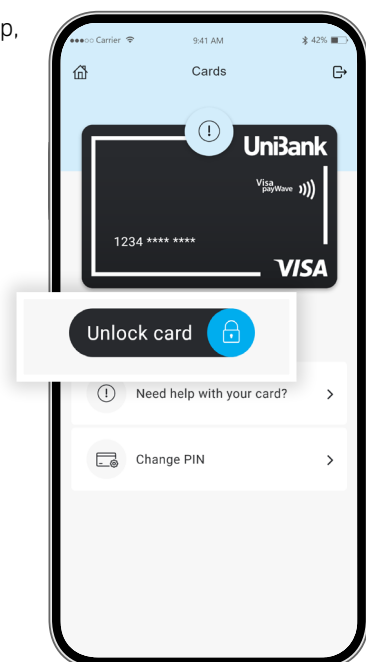 p,
Carrier 9:41 AM 42%
Cards
UniBank
Visa
payWave
1234 **** ****
VISA
Unlock card
Need help with your card?
Change PIN